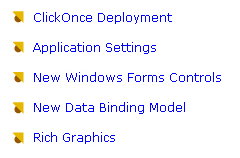 ClickOnce Deployment
Application Settings
New Windows Forms Controls
New Data Binding Model
Rich Graphics